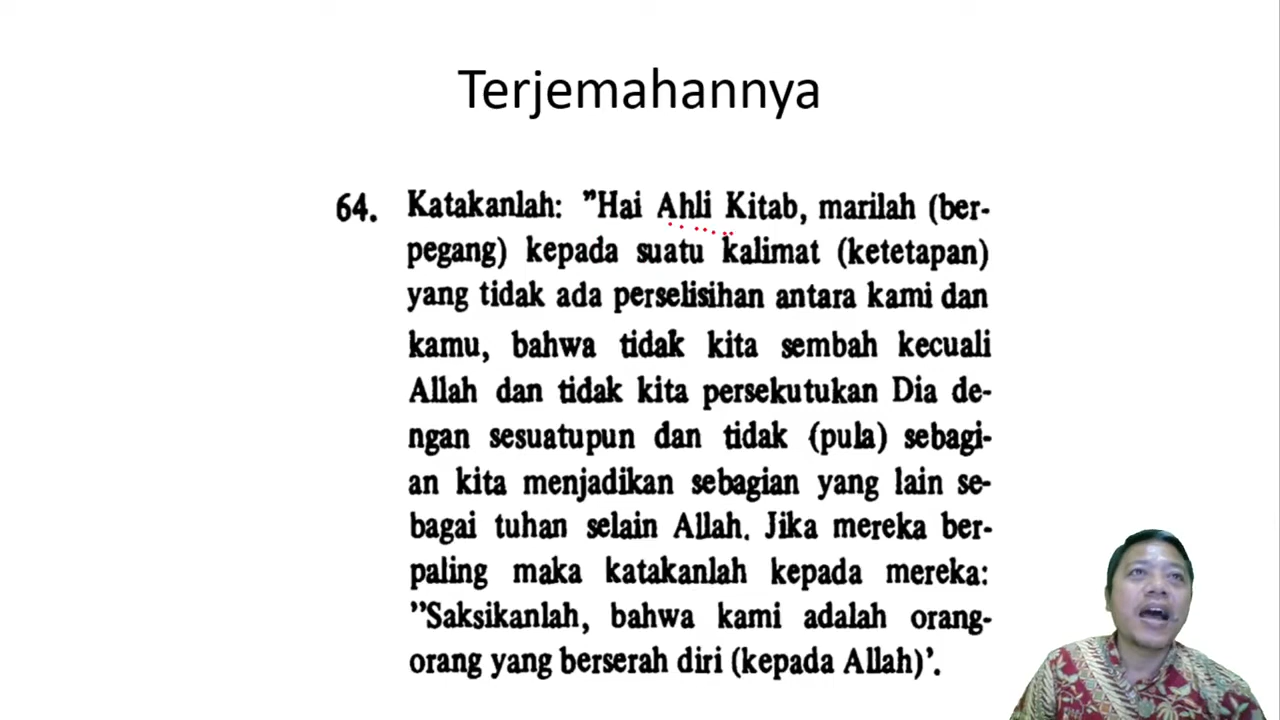 Terjemahannya
64. Katakanlah: ”Hai Ahli Kitab, marilah (ber-
pegang) kepada suatu kalimat (ketetapan)
yang tidak ada perselisihan antara kami dan
kamu, bahwa tidak kita sembah kecuali
Allah dan tidak kita persekutukan Dia de-
ngan sesuatupun dan tidak (pula) sebagi-
an kita menjadikan sebagian yang lain se-
bagai tuhan selain Allah. Jika mereka ber-
paling maka katakanlah kepada mereka:
”Saksikanlah, bahwa kami adalah orang-
orang yang berserah diri (kepada Allah)’.